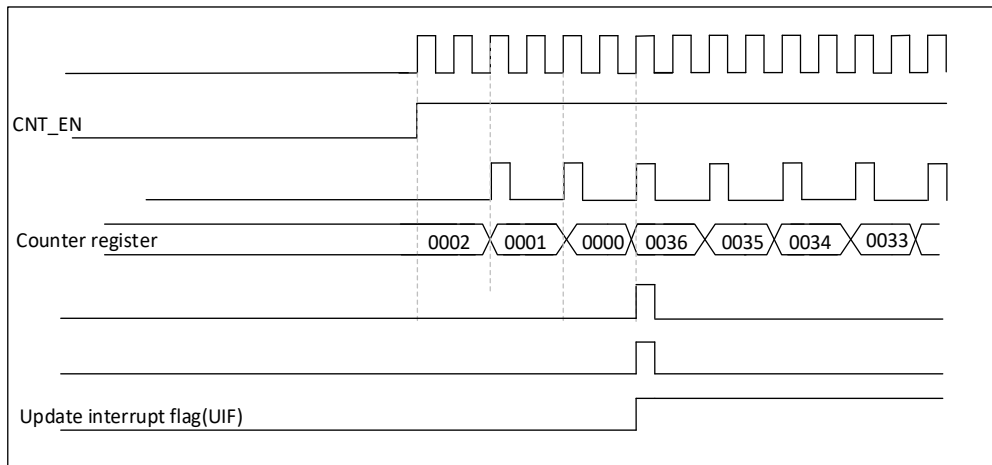 CNT_EN
Counter register
0002 0001 0000 0036 0035 0034 0033
Update interrupt flag(UIF)